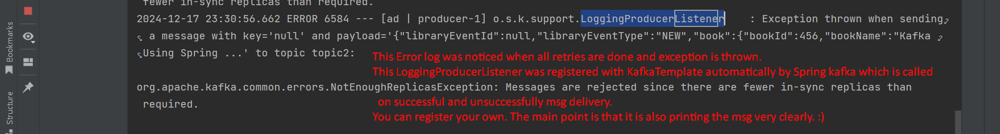 fewer in-sync replicas than required.
2024-12-17 23:30:56.662 ERROR 6584 --- [ad | producer-1] o.s.k.support.LoggingProducerListener    : Exception thrown when sending
a message with key='null' and payload='{"libraryEventId":null,"libraryEventType":"NEW","book":{"bookId":456,"bookName":"Kafka
Using Spring ...' to topic topic2:
This Error log was noticed when all retries are done and exception is thrown.
This LoggingProducerListener was registered with KafkaTemplate automatically by Spring kafka which is called
org.apache.kafka.common.errors.NotEnoughReplicasException: Messages are rejected since there are fewer in-sync replicas than
required.
on successful and unsuccessfully msg delivery.
You can register your own. The main point is that it is also printing the msg very clearly. :)
Bookmarks
Structure